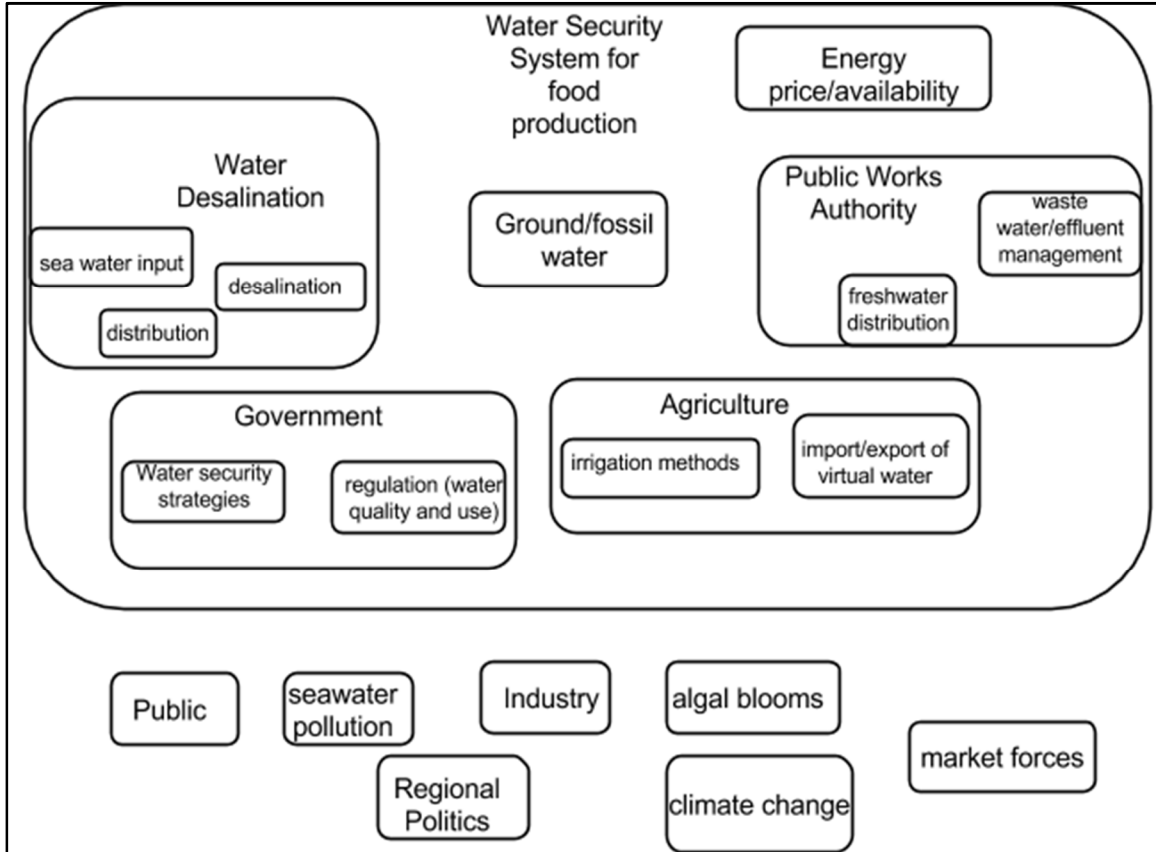 Water Security
System for
food
production
Energy
price/availability
Water
Desalination
sea water input
desalination
distribution
Ground/fossil
water
Public Works
Authority
waste
water/effluent
management
freshwater
distribution
Government
Water security
strategies
regulation (water
quality and use)
Agriculture
irrigation methods
import/export of
virtual water
Public
seawater
pollution
Industry
algal blooms
market forces
Regional
Politics
climate change